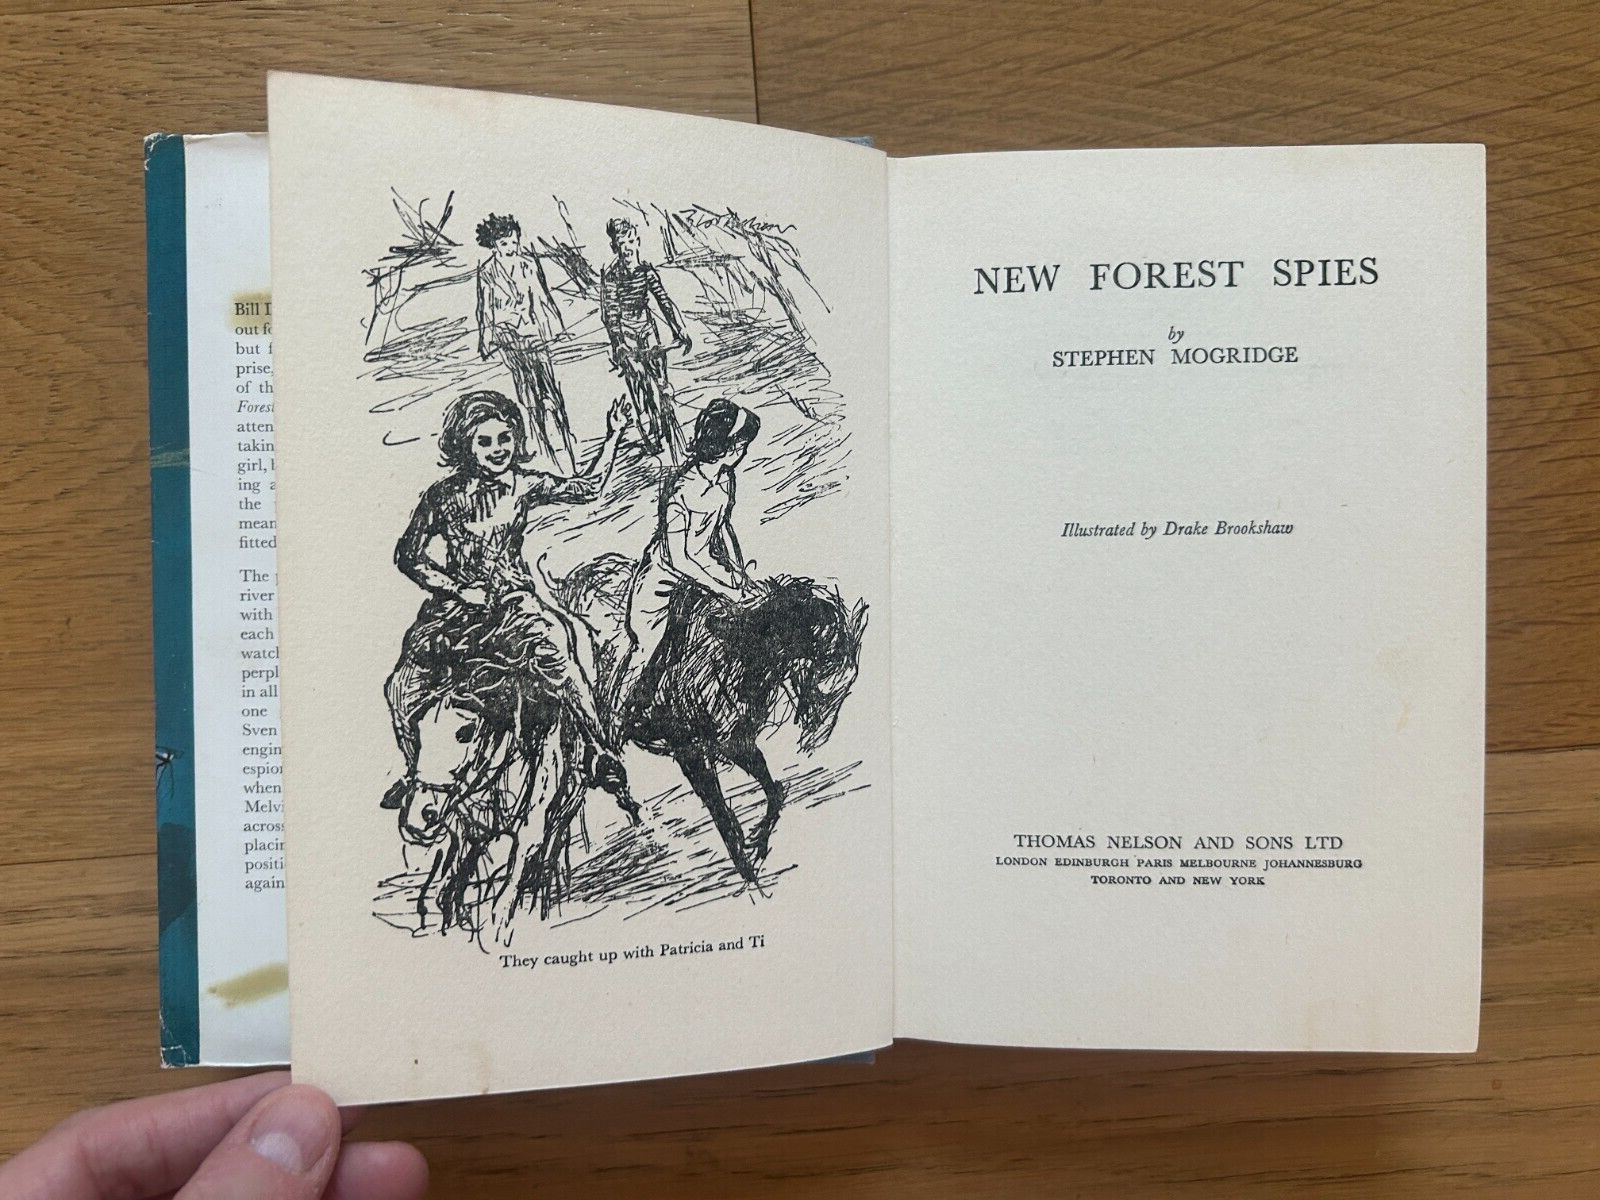 Bill
out
but
prise,
of
Forest
atten
takin
girl,
ing
the
mean
fitted
The
river
with
each
watch
perpl
in all
one
Sven
engin
espio
when
Melvi
across
placin
positi
again
They caught up with Patricia and Ti
NEW FOREST SPIES
by
STEPHEN MOGRIDGE
Illustrated by Drake Brookshaw
THOMAS NELSON AND SONS LTD
LONDON EDINBURGH PARIS MELBOURNE JOHANNESBURG
TORONTO AND NEW YORK